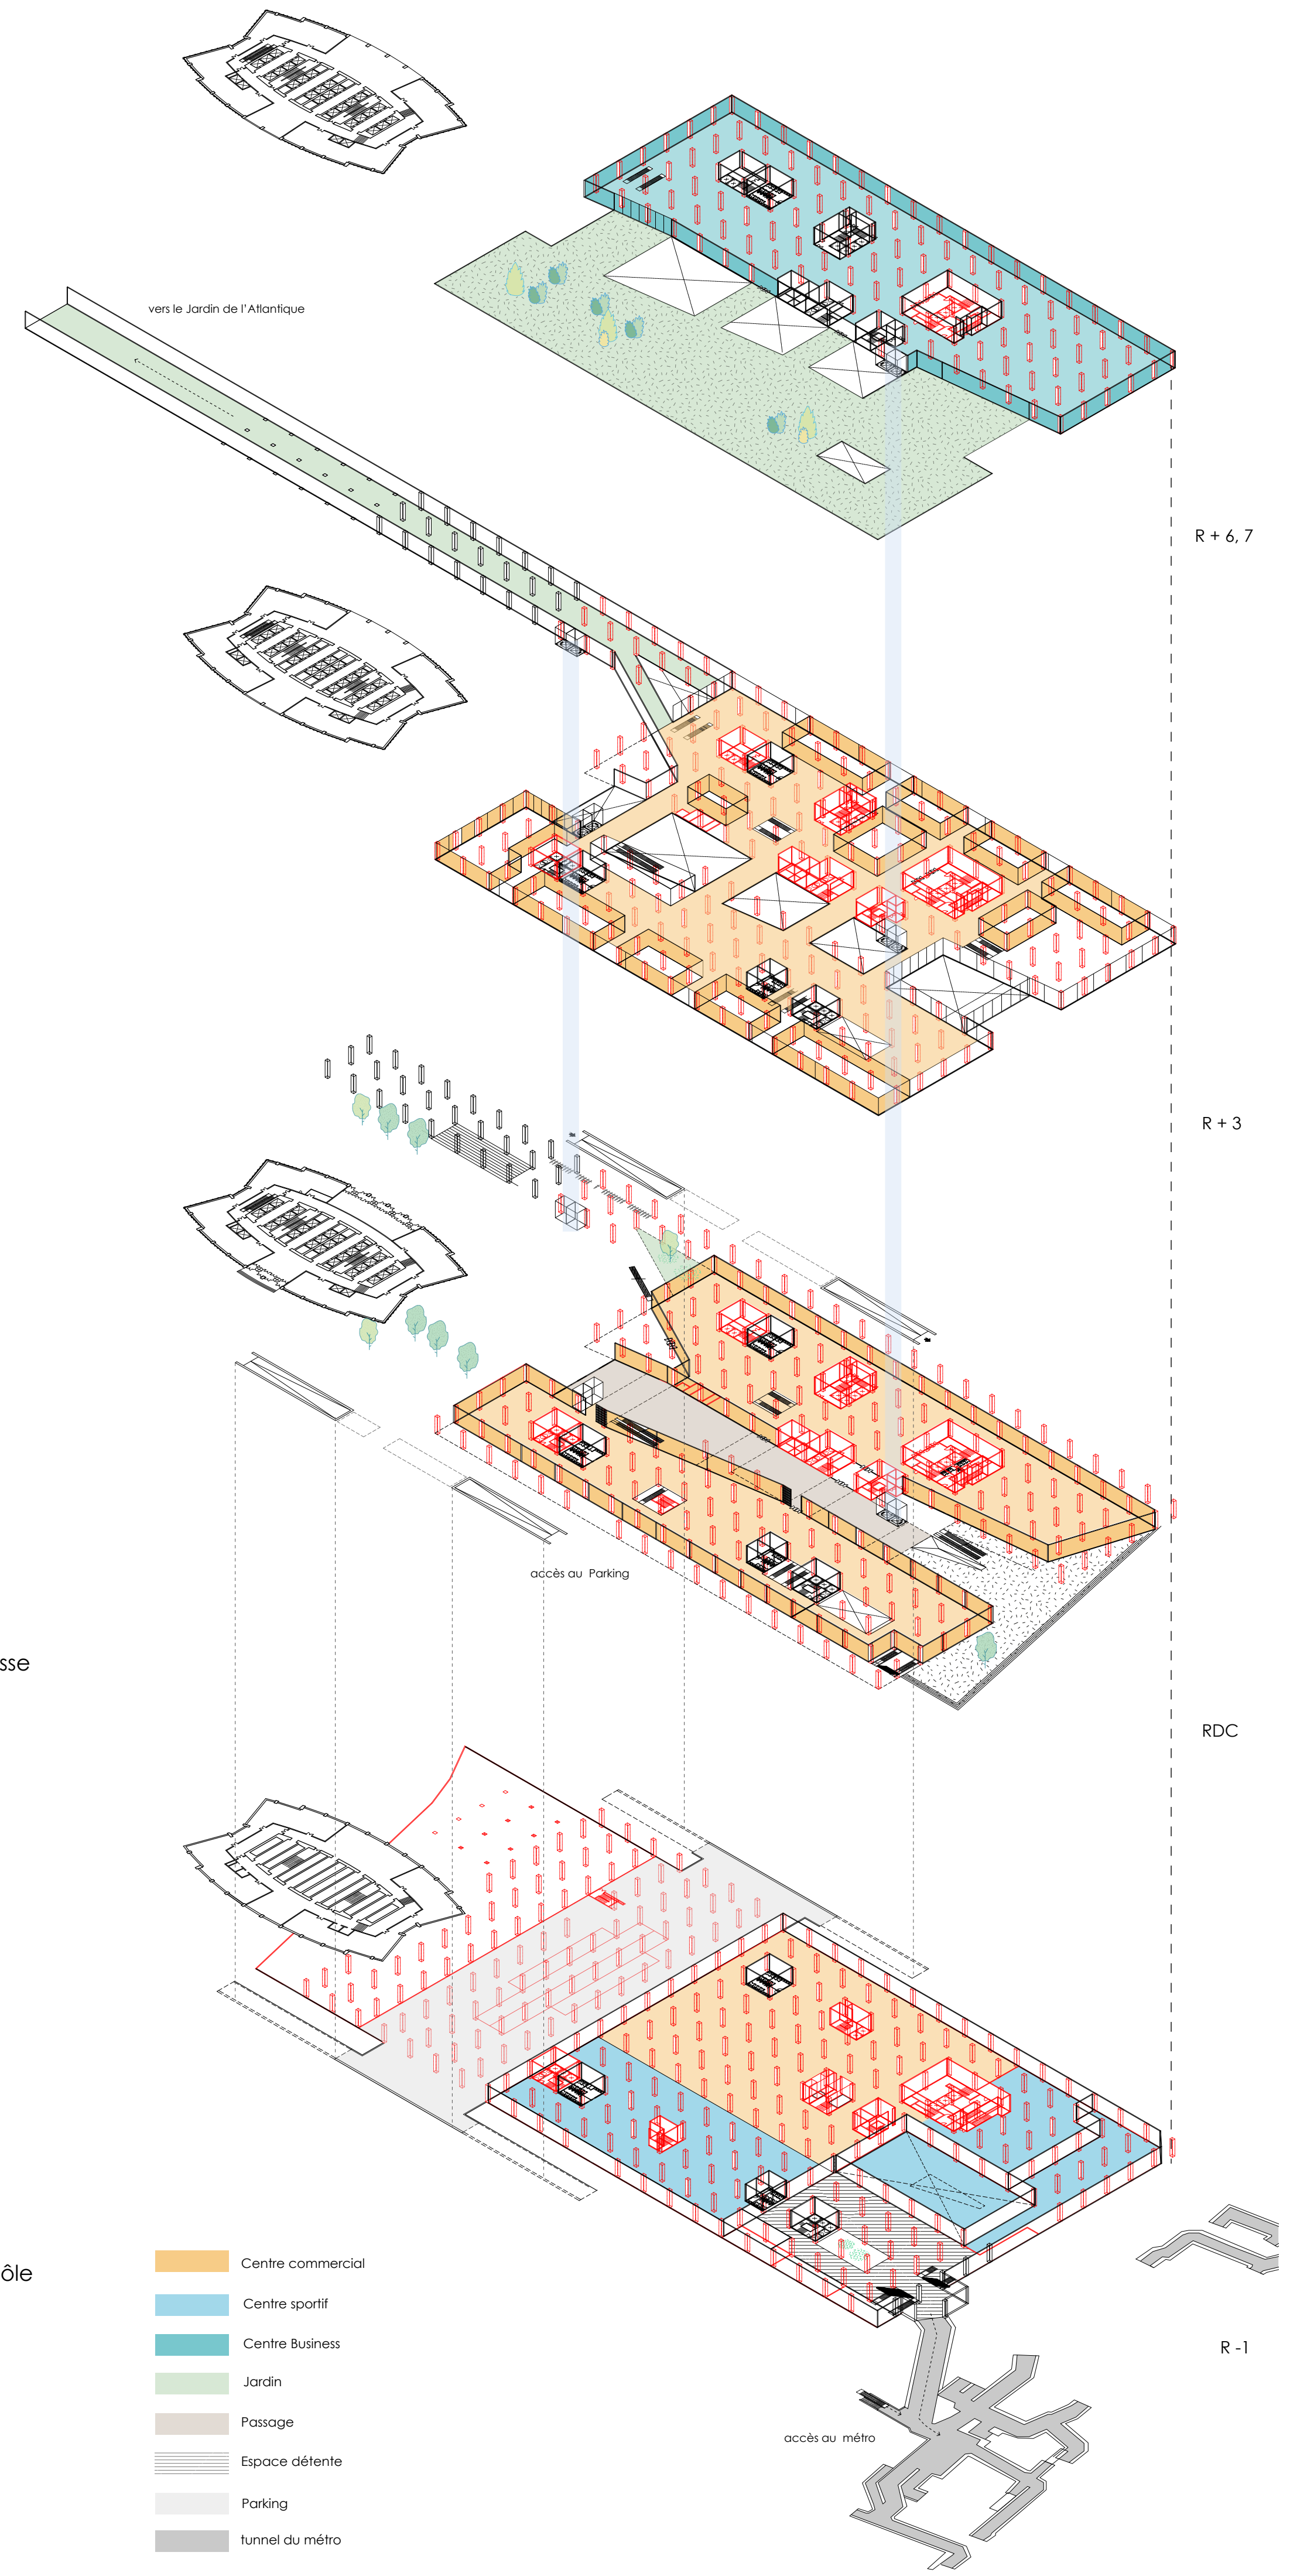 vers le Jardin de l'Atlantique
R + 6, 7
R + 3
accès au Parking
sse
RDC
ôle
Centre commercial
Centre sportif
Centre Business
Jardin
Passage
Espace détente
Parking
tunnel du métro
R -1
accès au métro